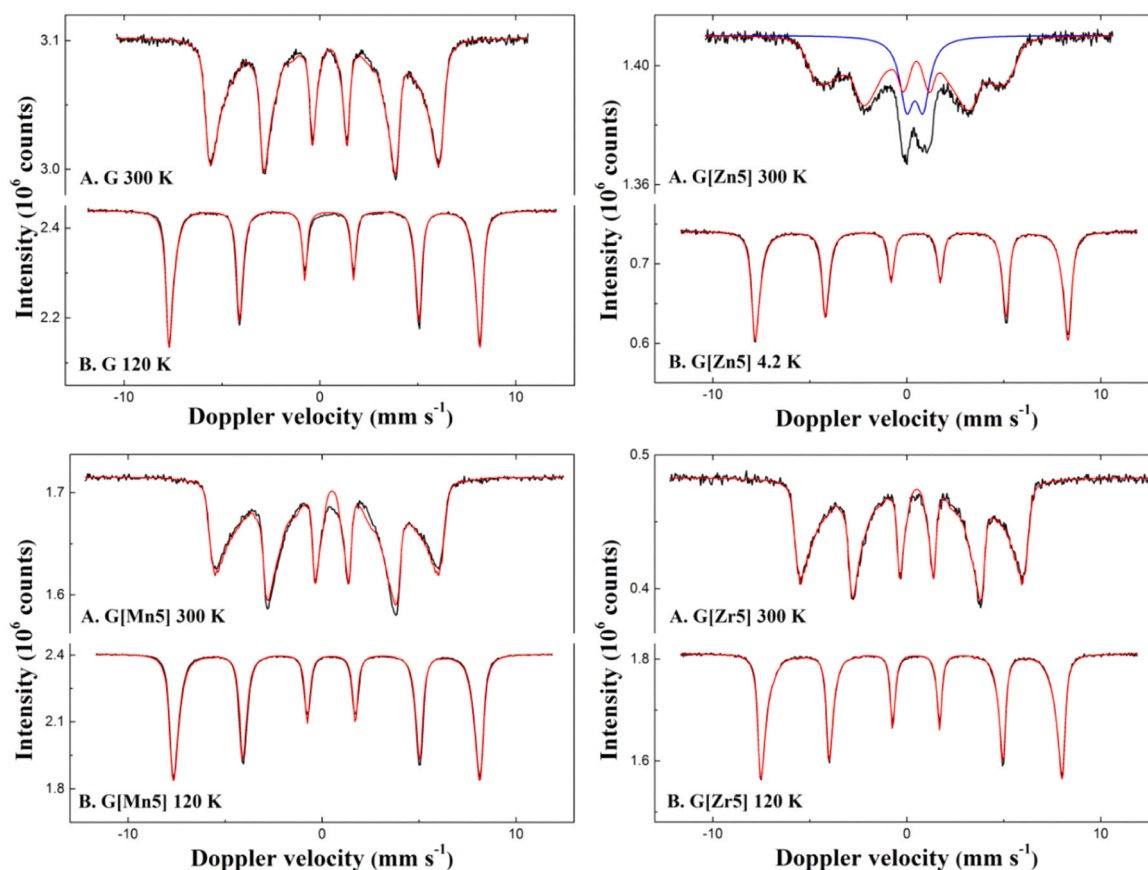 3.1
3.0
A. G 300 K
2.4
2.2
B. G 120 K
Intensity (10⁶ counts)
-10 0 10
Doppler velocity (mm s⁻¹)
1.40
1.36
A. G[Zn5] 300 K
0.7
0.6
B. G[Zn5] 4.2 K
Intensity (10⁶ counts)
-10 0 10
Doppler velocity (mm s⁻¹)
1.7
1.6
A. G[Mn5] 300 K
2.4
2.1
1.8
B. G[Mn5] 120 K
Intensity (10⁶ counts)
-10 0 10
Doppler velocity (mm s⁻¹)
0.5
0.4
A. G[Zr5] 300 K
1.8
1.6
B. G[Zr5] 120 K
Intensity (10⁶ counts)
-10 0 10
Doppler velocity (mm s⁻¹)